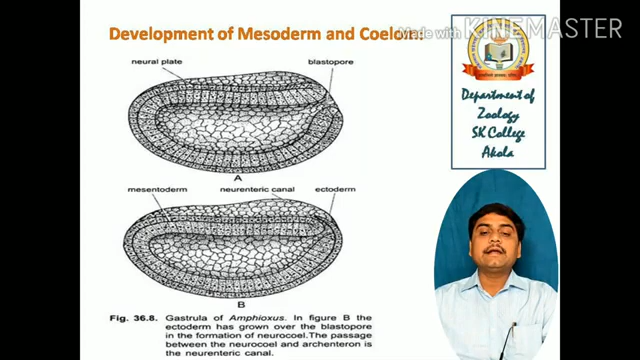 Development of Mesoderm and Coelom:
Made with KINEMASTER
neural plate
blastopore
A
mesentoderm
neurenteric canal
ectoderm
B
Fig. 36.8. Gastrula of Amphioxus. In figure B the
ectoderm has grown over the blastopore
in the formation of neurocoel. The passage
between the neurocoel and archenteron is
the neurenteric canal.
Department of
Zoology
SK College
Akola